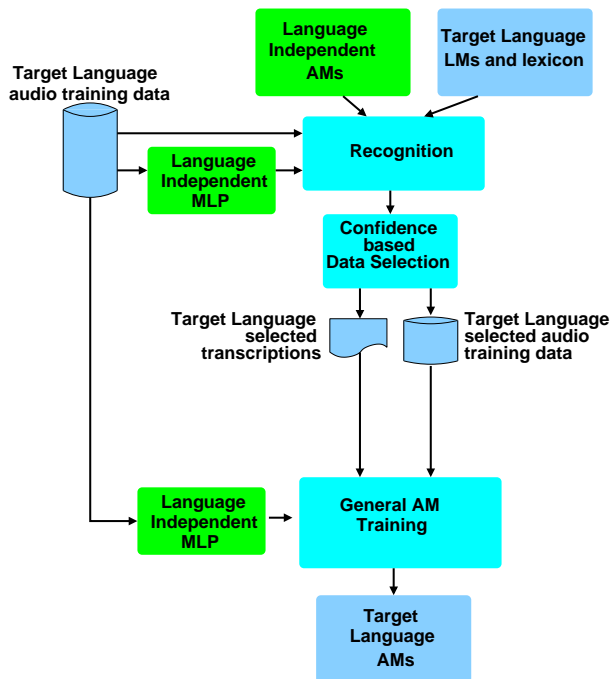 Language
Independent
AMs
Target Language
LMs and lexicon
Target Language
audio training data
Recognition
Language
Independent
MLP
Confidence
based
Data Selection
Target Language
selected
transcriptions
Target Language
selected audio
training data
Language
Independent
MLP
General AM
Training
Target
Language
AMs